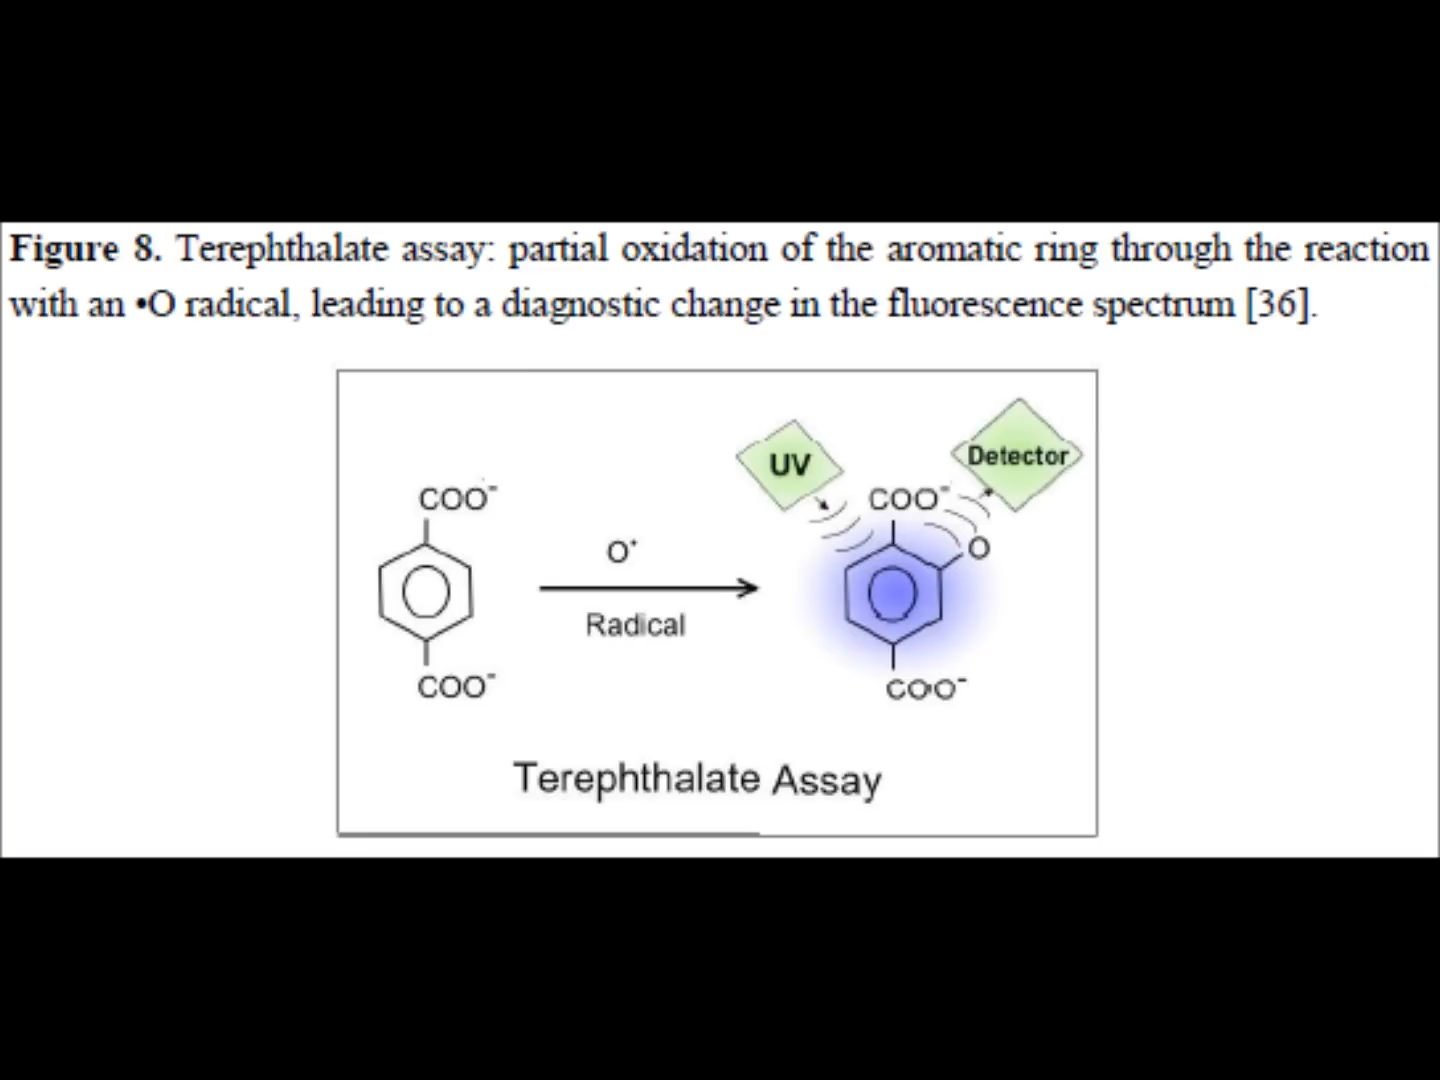 Figure 8. Terephthalate assay: partial oxidation of the aromatic ring through the reaction
with an •O radical, leading to a diagnostic change in the fluorescence spectrum [36].
UV
Detector
COO⁻
COO⁻
O•
O
Radical
COO⁻
COO⁻
Terephthalate Assay